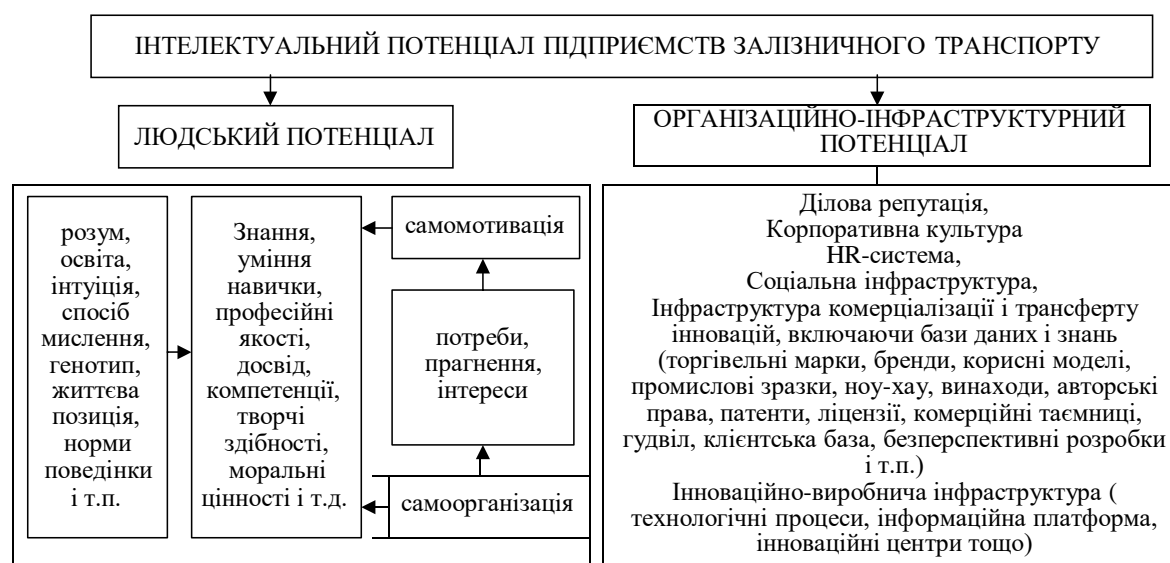 ІНТЕЛЕКТУАЛЬНИЙ ПОТЕНЦІАЛ ПІДПРИЄМСТВ ЗАЛІЗНИЧНОГО ТРАНСПОРТУ
ЛЮДСЬКИЙ ПОТЕНЦІАЛ
ОРГАНІЗАЦІЙНО-ІНФРАСТРУКТУРНИЙ
ПОТЕНЦІАЛ
розум,
освіта,
інтуіція,
спосіб
мислення,
генотип,
життєва
позиція,
норми
поведінки
і т.п.
Знання,
уміння
навички,
професійні
якості,
досвід,
компетенції,
творчі
здібності,
моральні
цінності і т.д.
самомотивація
потреби,
прагнення,
інтереси
самоорганізація
Ділова репутація,
Корпоративна культура
HR-система,
Соціальна інфраструктура,
Інфраструктура комерціалізації і трансферту
інновацій, включаючи бази даних і знань
(торгівельні марки, бренди, корисні моделі,
промислові зразки, ноу-хау, винаходи, авторські
права, патенти, ліцензії, комерційні таємниці,
гудвіл, клієнтська база, безперспективні розробки
і т.п.)
Інноваційно-виробнича інфраструктура (
технологічні процеси, інформаційна платформа,
інноваційні центри тощо)